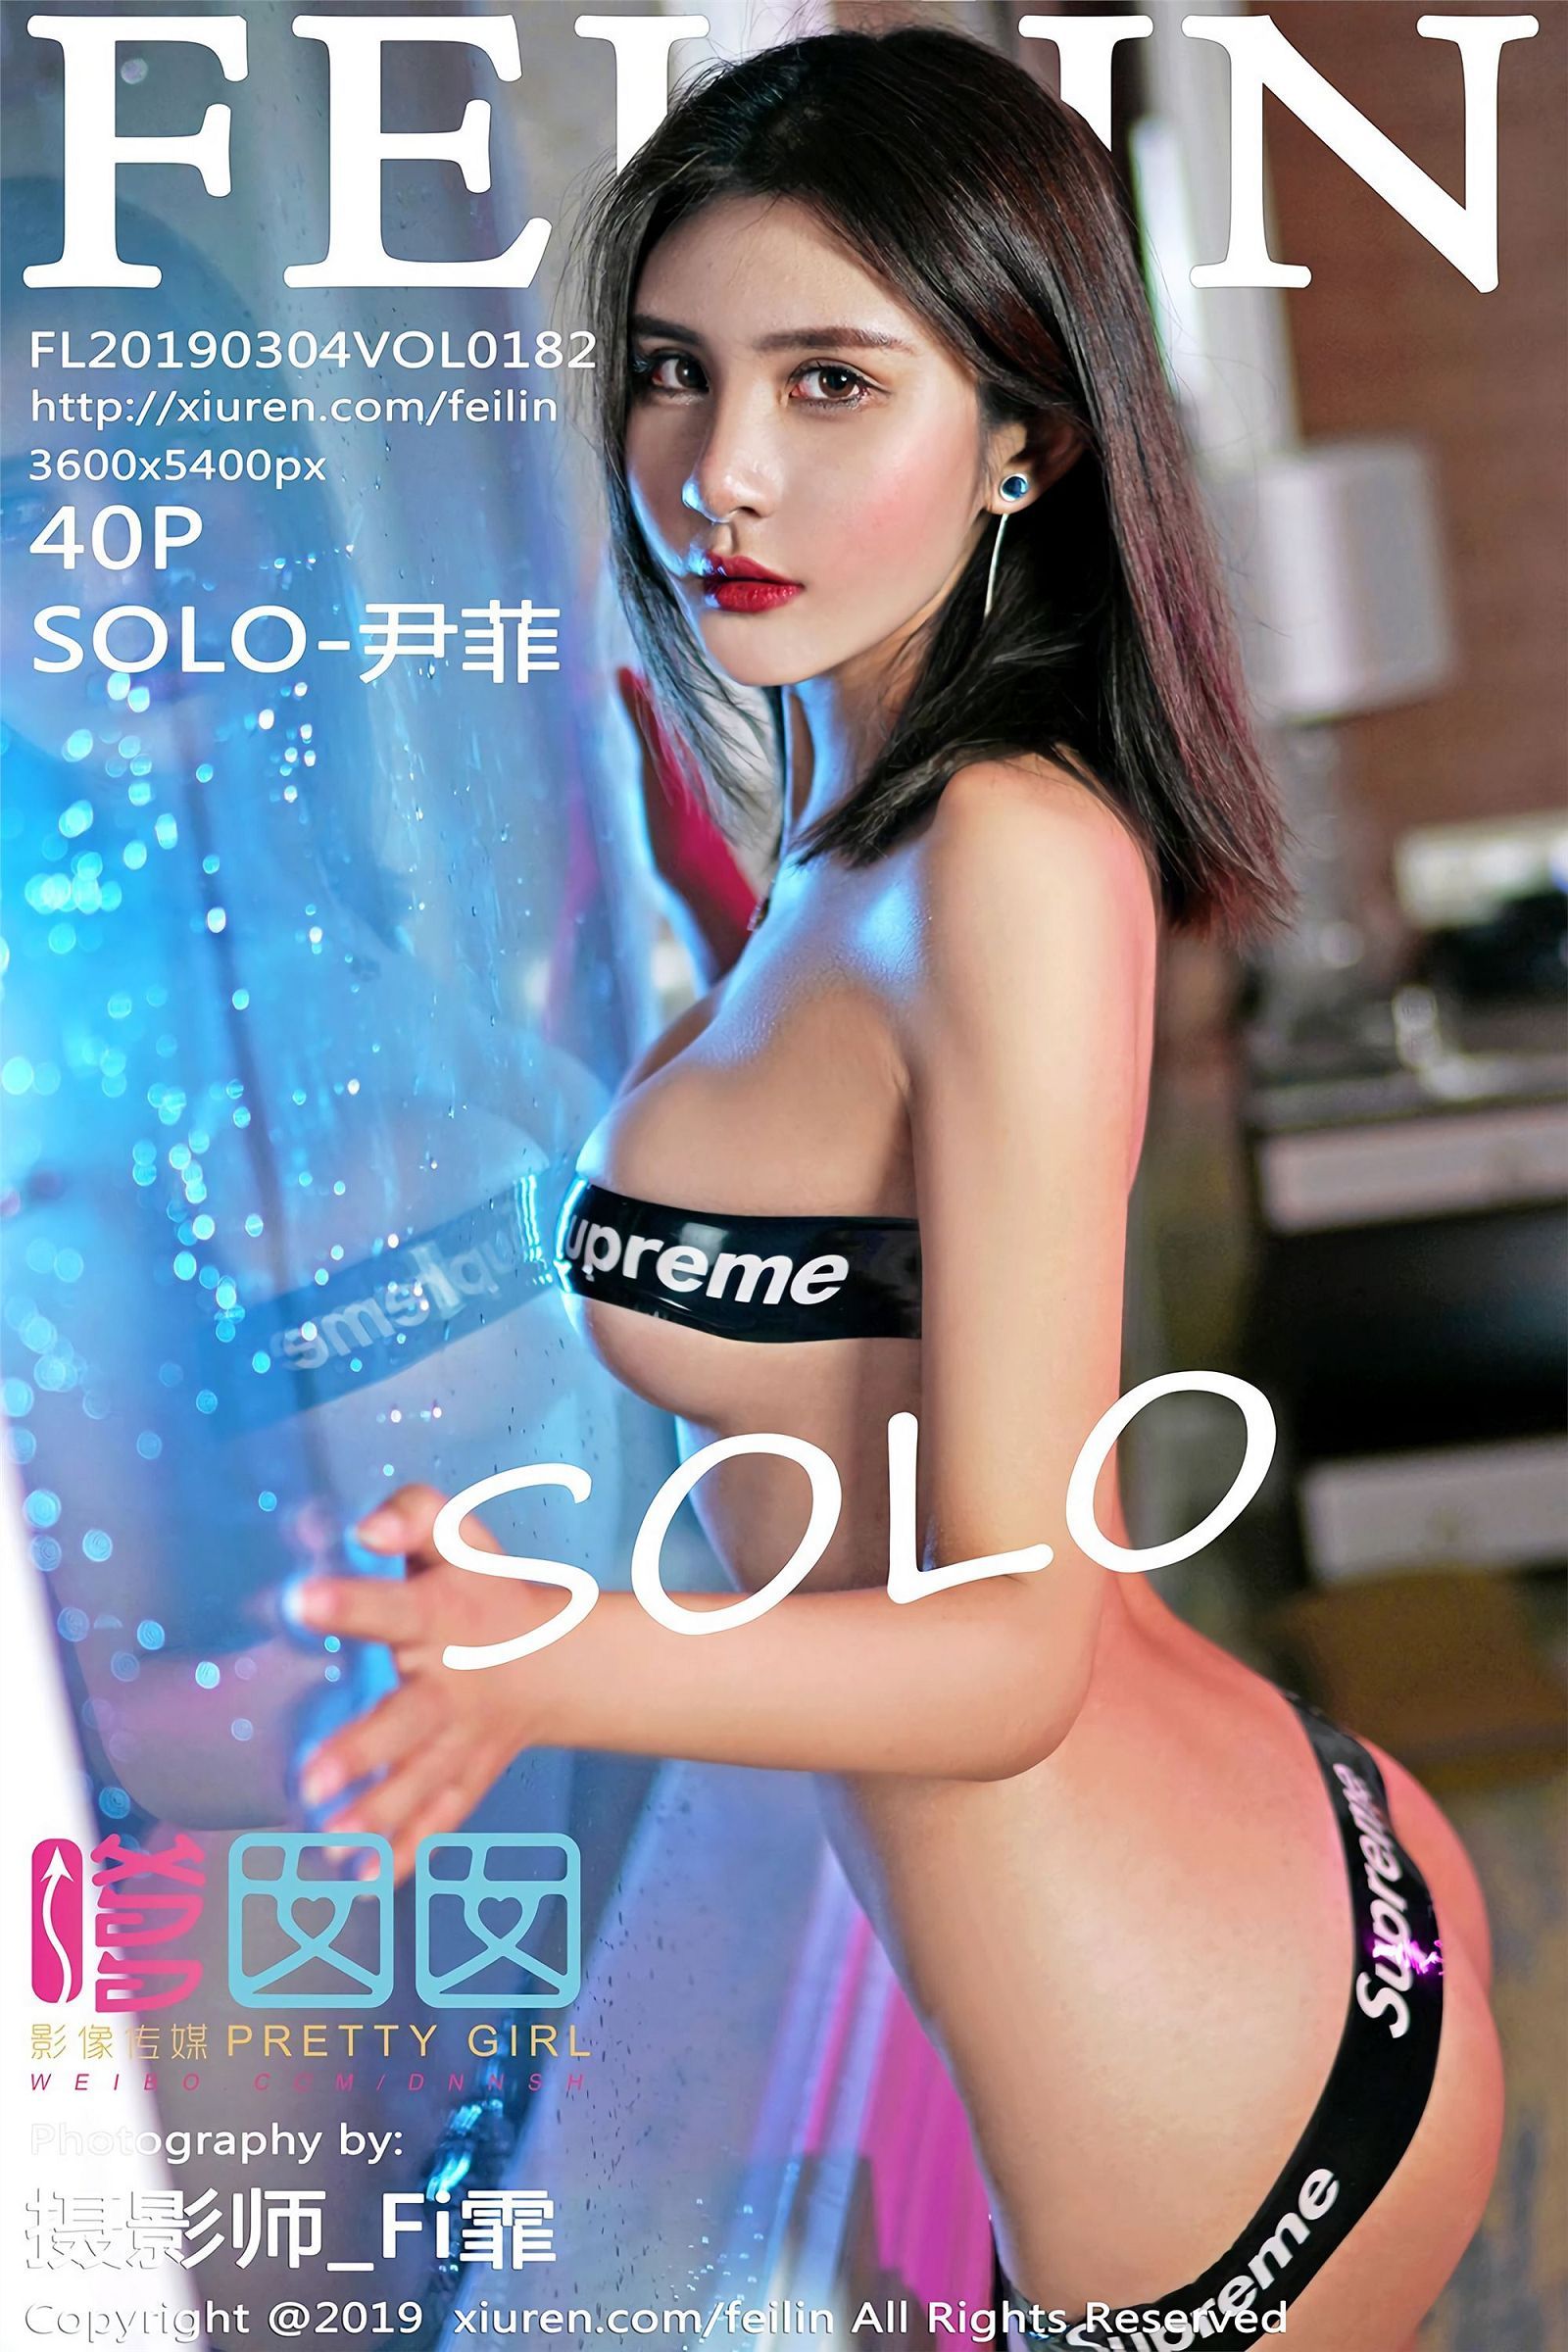 FEILIN
FL20190304VOL0182
http://xiuren.com/feilin
3600x5400px
40P
SOLO-尹菲
upreme
SOLO
Supreme
Supreme
影像传媒 PRETTY GIRL
WEIBO.COM/DNNSH
Photography by:
摄影师_Fi霏
Copyright @2019 xiuren.com/feilin All Rights Reserved